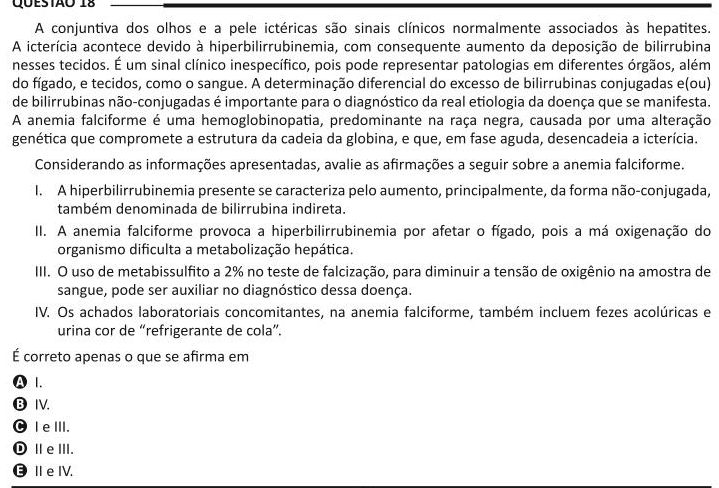 QUESTÃO 18
A conjuntiva dos olhos e a pele ictéricas são sinais clínicos normalmente associados às hepatites.
A icterícia acontece devido à hiperbilirrubinemia, com consequente aumento da deposição de bilirrubina
nesses tecidos. É um sinal clínico inespecífico, pois pode representar patologias em diferentes órgãos, além
do fígado, e tecidos, como o sangue. A determinação diferencial do excesso de bilirrubinas conjugadas e(ou)
de bilirrubinas não-conjugadas é importante para o diagnóstico da real etiologia da doença que se manifesta.
A anemia falciforme é uma hemoglobinopatia, predominante na raça negra, causada por uma alteração
genética que compromete a estrutura da cadeia da globina, e que, em fase aguda, desencadeia a icterícia.
Considerando as informações apresentadas, avalie as afirmações a seguir sobre a anemia falciforme.
I. A hiperbilirrubinemia presente se caracteriza pelo aumento, principalmente, da forma não-conjugada,
também denominada de bilirrubina indireta.
II. A anemia falciforme provoca a hiperbilirrubinemia por afetar o fígado, pois a má oxigenação do
organismo dificulta a metabolização hepática.
III. O uso de metabissulfito a 2% no teste de falcização, para diminuir a tensão de oxigênio na amostra de
sangue, pode ser auxiliar no diagnóstico dessa doença.
IV. Os achados laboratoriais concomitantes, na anemia falciforme, também incluem fezes acolúricas e
urina cor de “refrigerante de cola”.
É correto apenas o que se afirma em
A I.
B IV.
C I e III.
D II e III.
E II e IV.